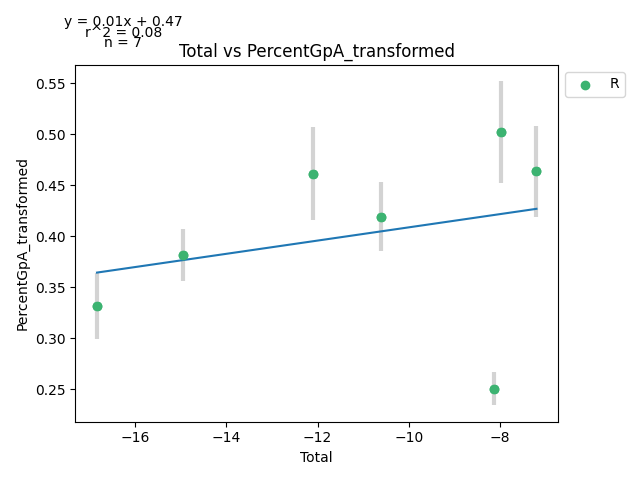 y = 0.01x + 0.47
r^2 = 0.08
n = 7
Total vs PercentGpA_transformed
R
PercentGpA_transformed
0.55
0.50
0.45
0.40
0.35
0.30
0.25
−16
−14
−12
−10
−8
Total